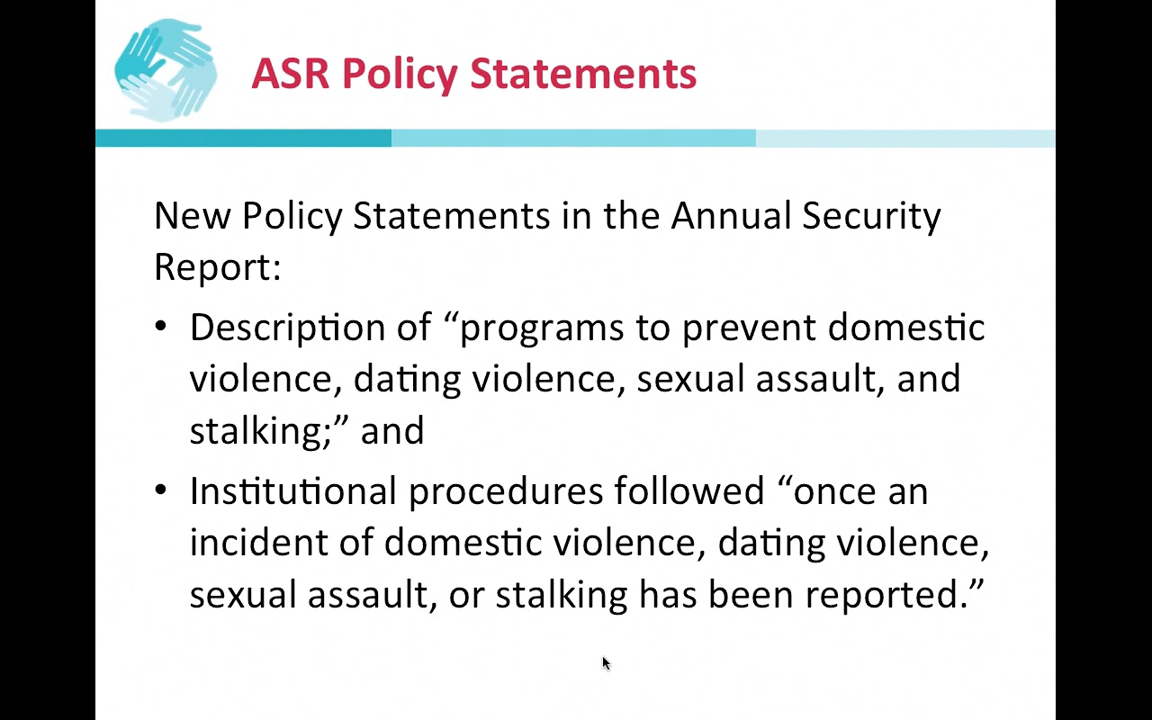 ASR Policy Statements
New Policy Statements in the Annual Security
Report:
• Description of “programs to prevent domestic
violence, dating violence, sexual assault, and
stalking;” and
• Institutional procedures followed “once an
incident of domestic violence, dating violence,
sexual assault, or stalking has been reported.”